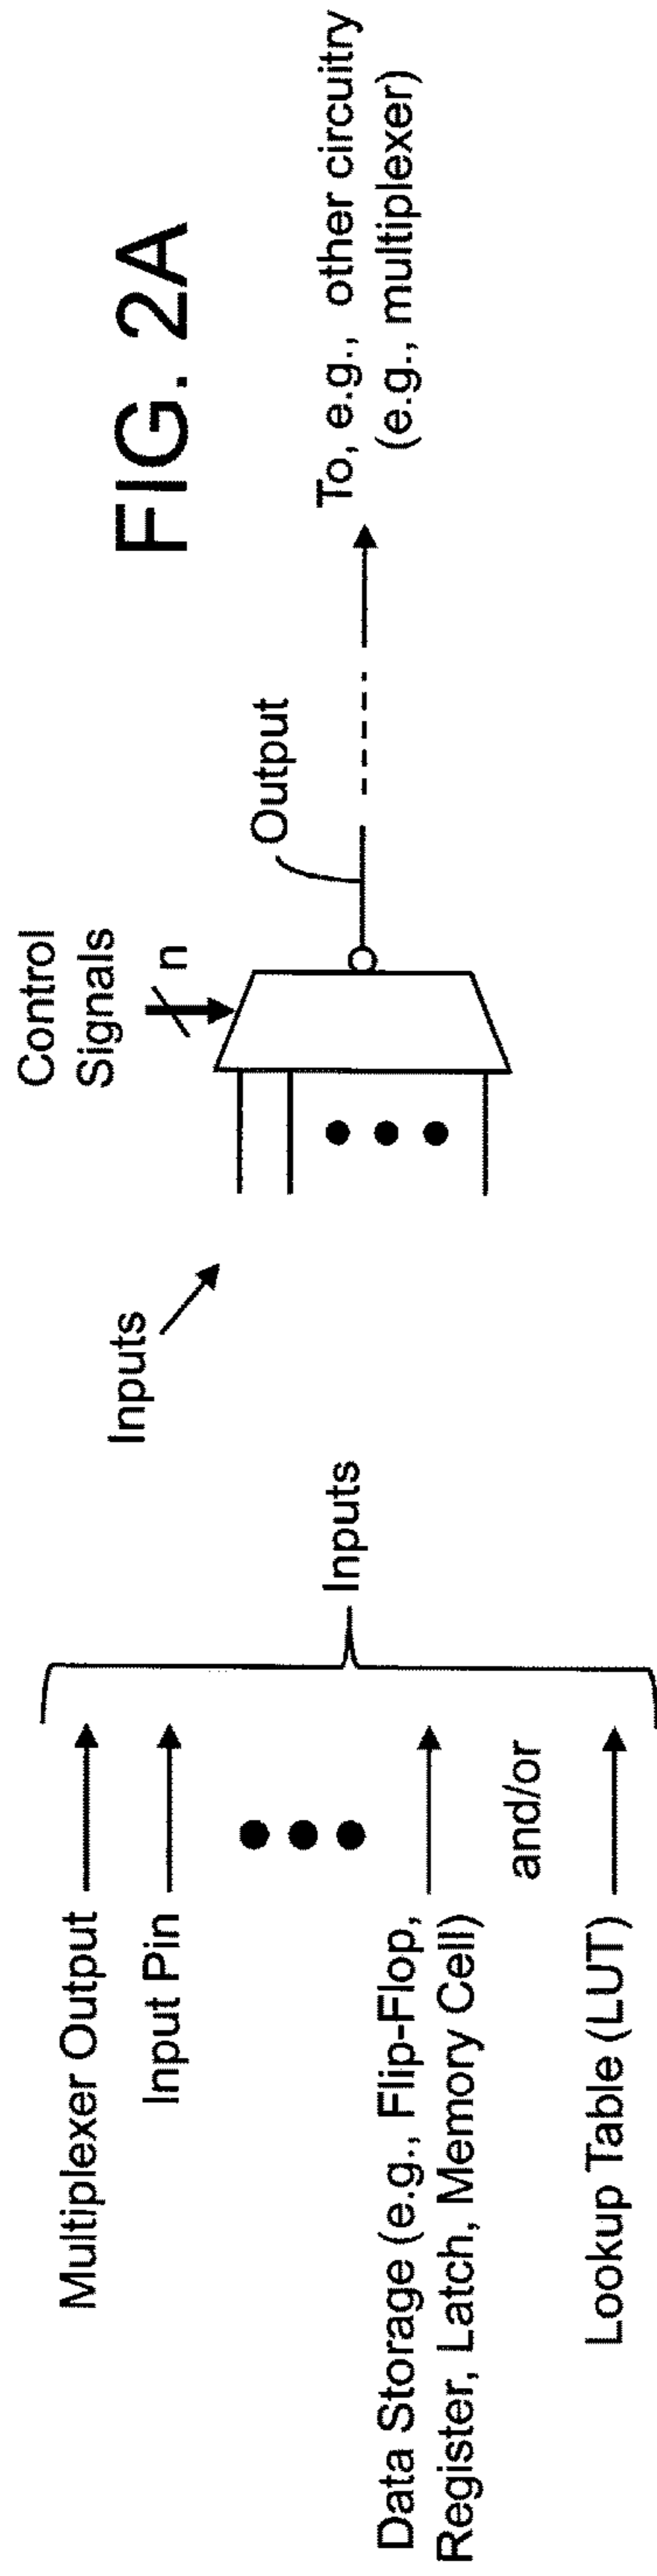 FIG. 2A
Control
Signals
n
Output
To, e.g., other circuitry
(e.g., multiplexer)
Inputs
Inputs
Multiplexer Output
Input Pin
Data Storage (e.g., Flip-Flop,
Register, Latch, Memory Cell)
and/or
Lookup Table (LUT)